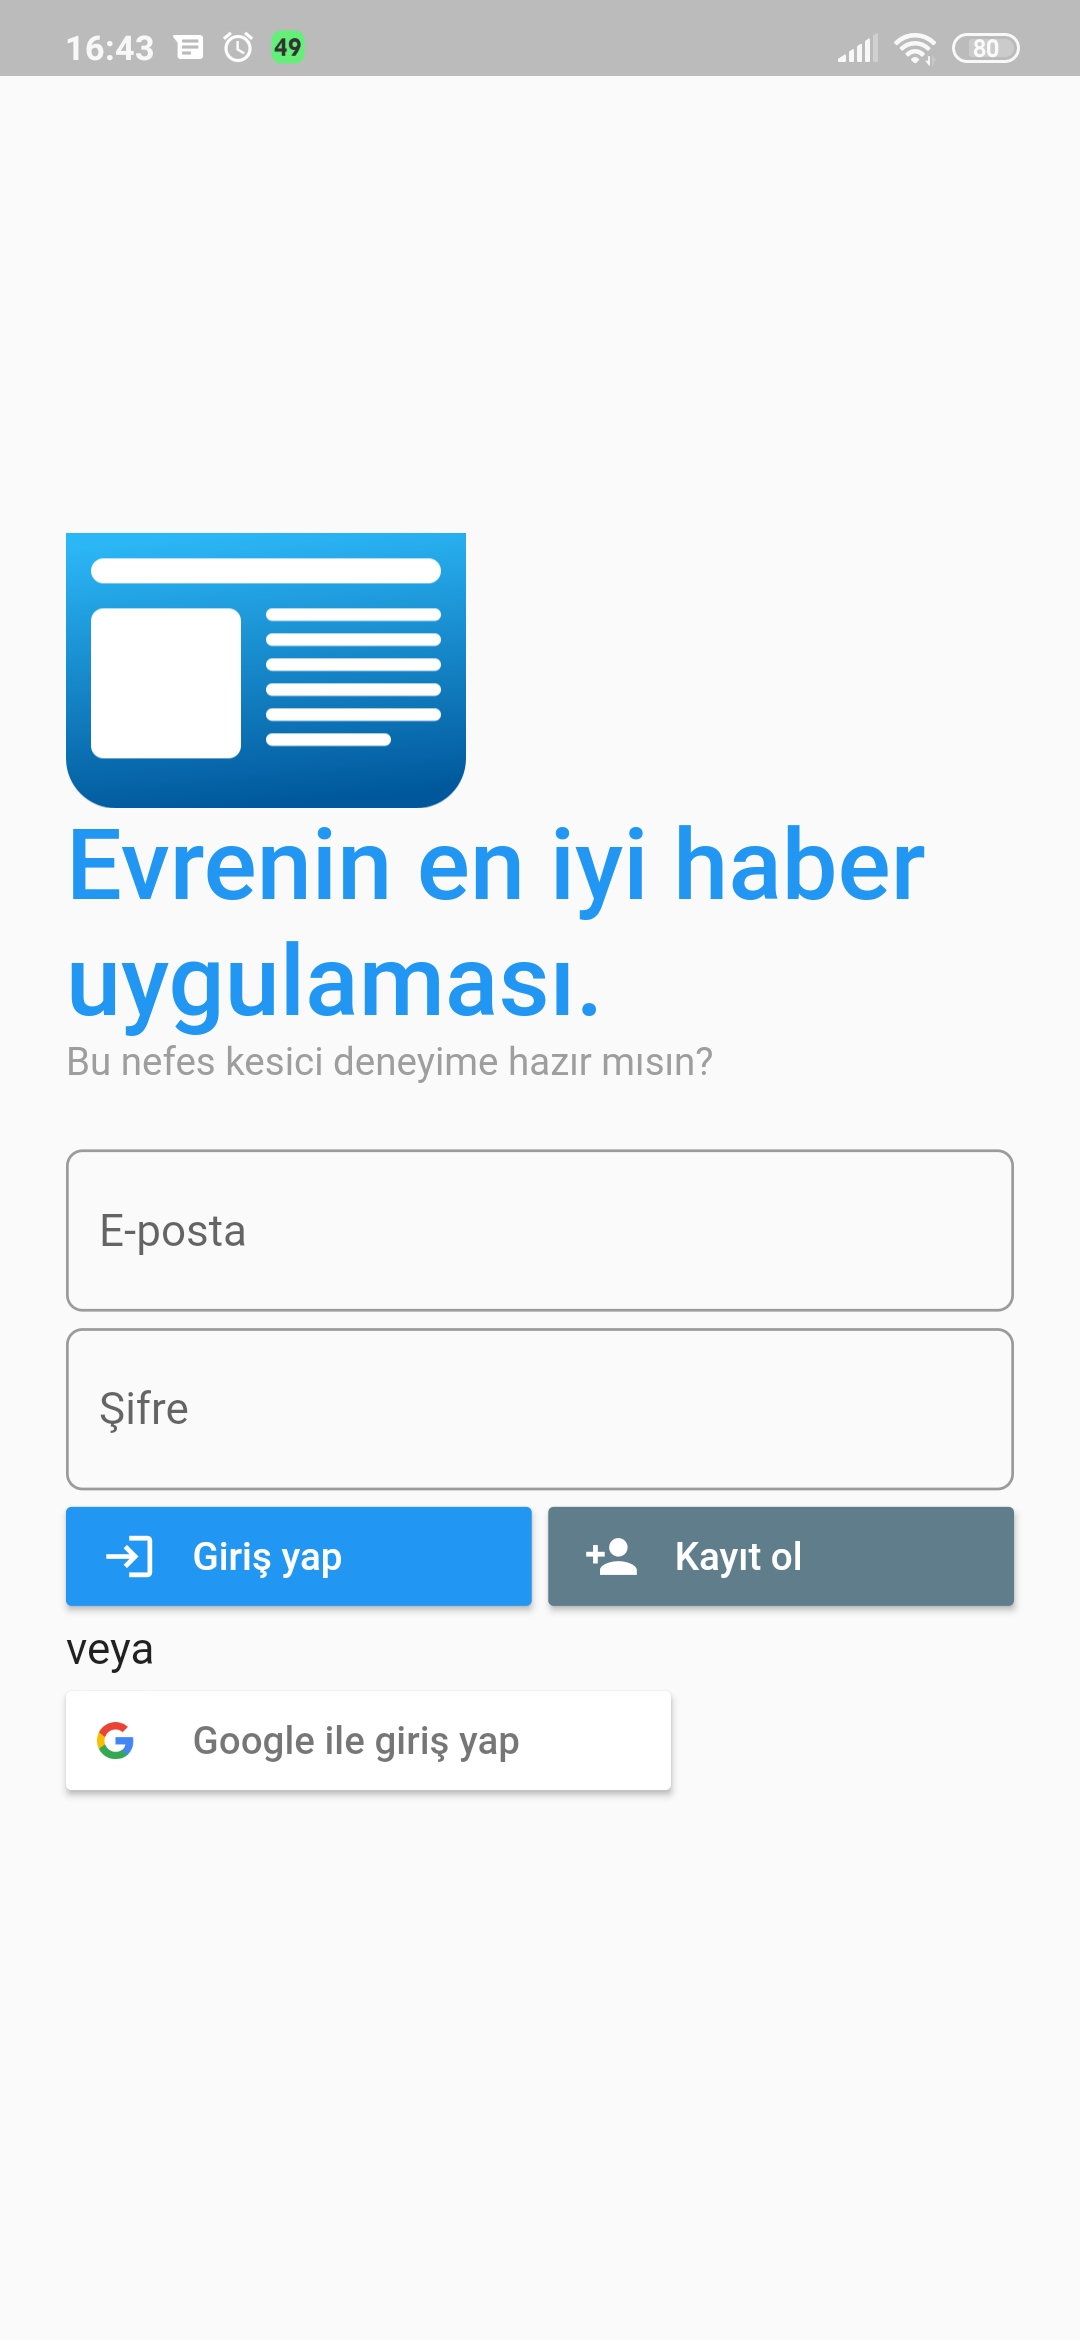 16:43 49 80
Evrenin en iyi haber
uygulaması.
Bu nefes kesici deneyime hazır mısın?
E-posta
Şifre
Giriş yap Kayıt ol
veya
Google ile giriş yap